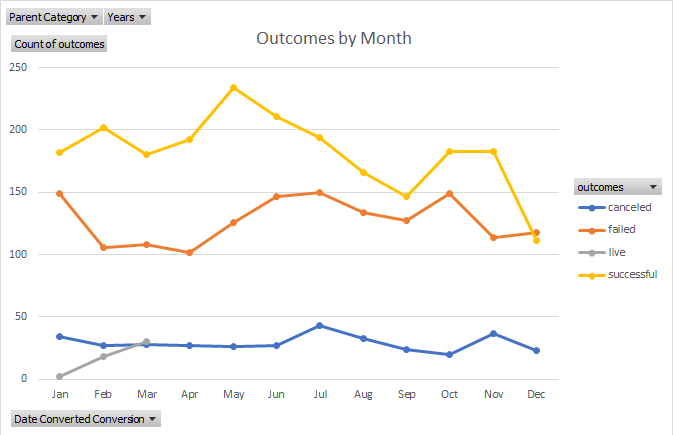 Parent Category Years
Count of outcomes
Outcomes by Month
250
200
150
100
50
0
Jan Feb Mar Apr May Jun Jul Aug Sep Oct Nov Dec
outcomes
canceled
failed
live
successful
Date Converted Conversion